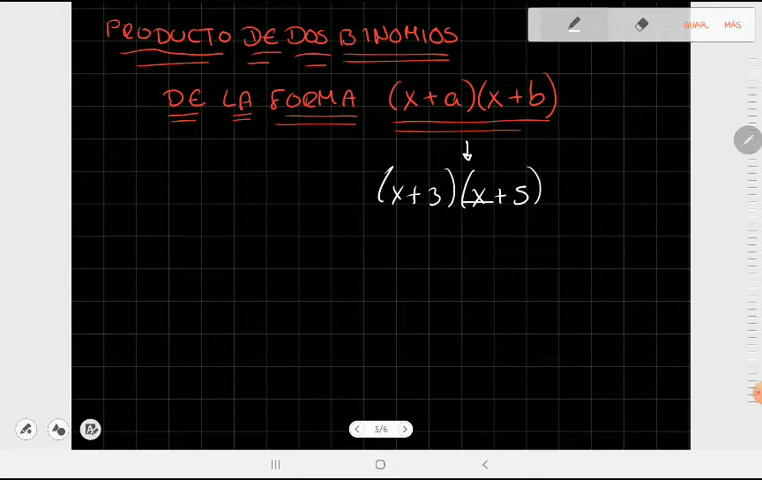 PRODUCTO DE DOS BINOMIOS
GUAR. MÁS
DE LA FORMA (x+a)(x+b)
(x+3)(x+5)
5/6